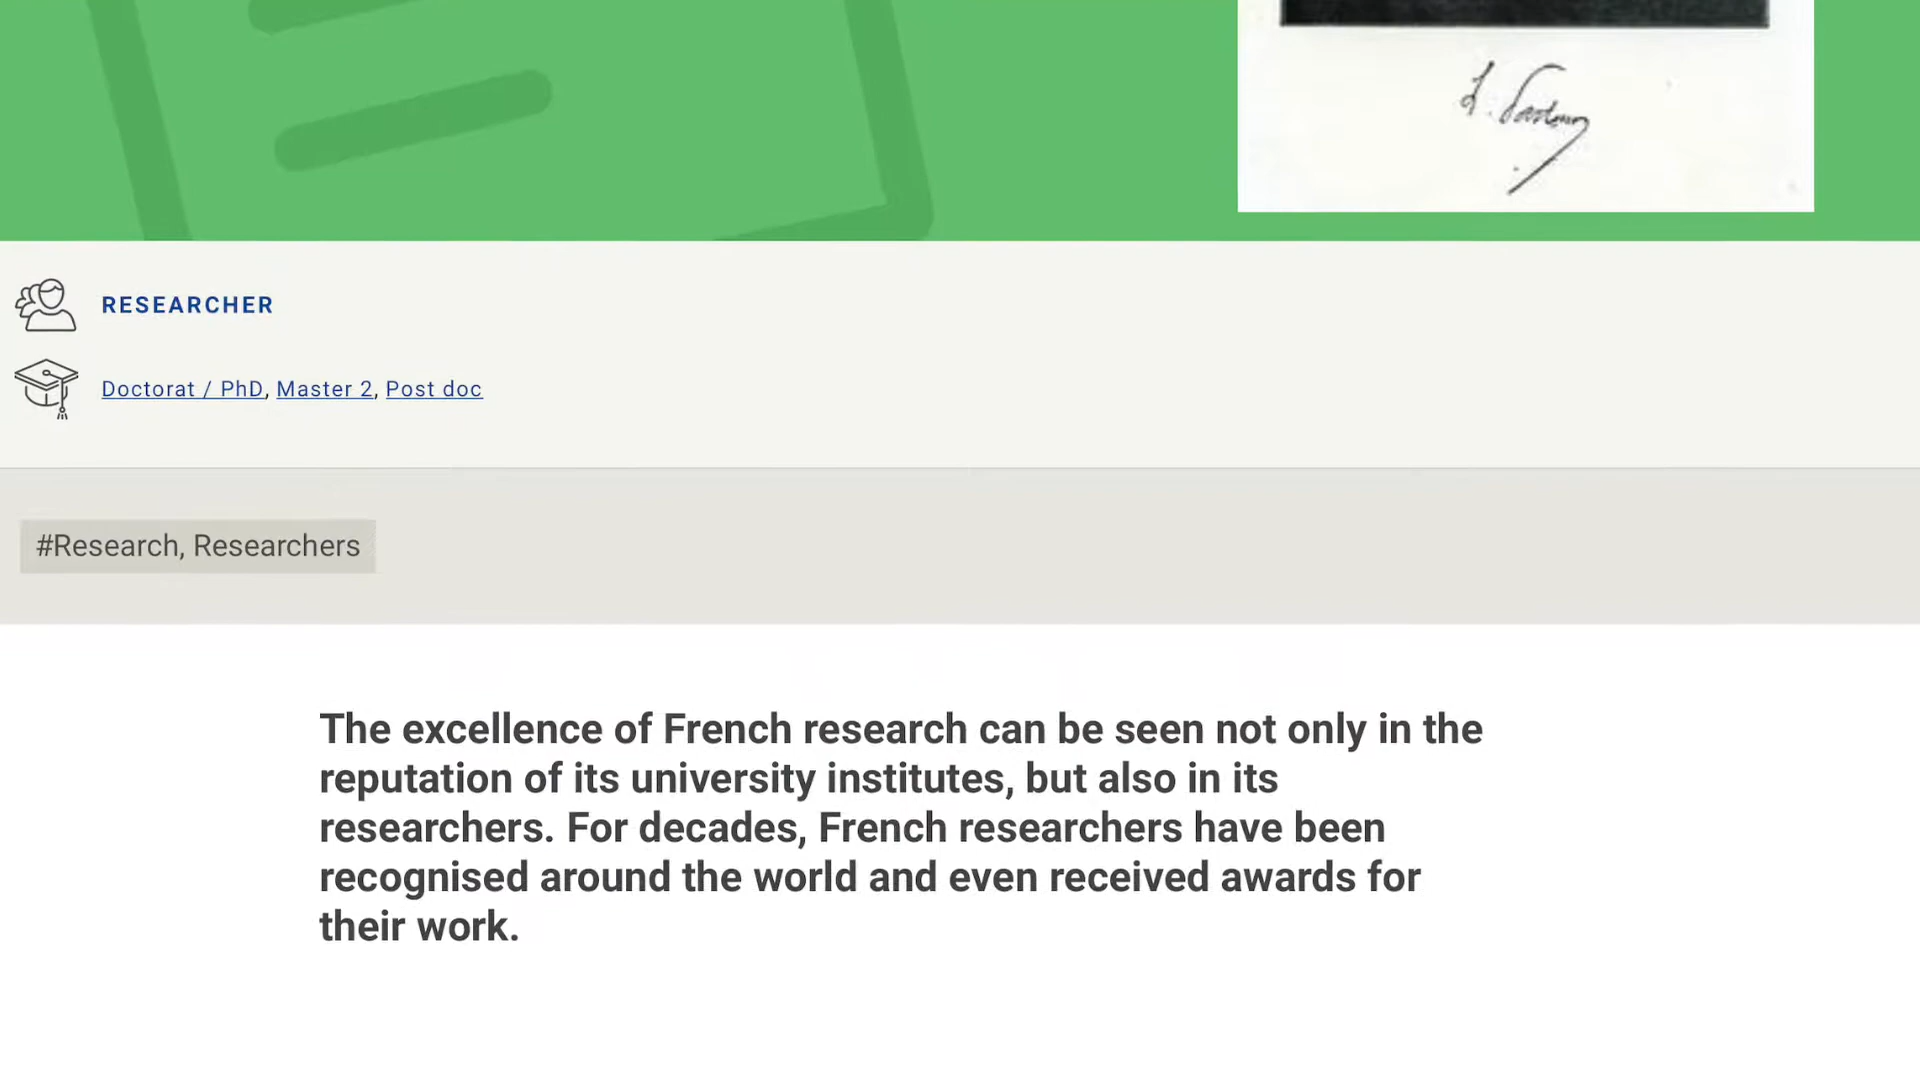 L. Pasteur
RESEARCHER
Doctorat / PhD, Master 2, Post doc
#Research, Researchers
The excellence of French research can be seen not only in the
reputation of its university institutes, but also in its
researchers. For decades, French researchers have been
recognised around the world and even received awards for
their work.